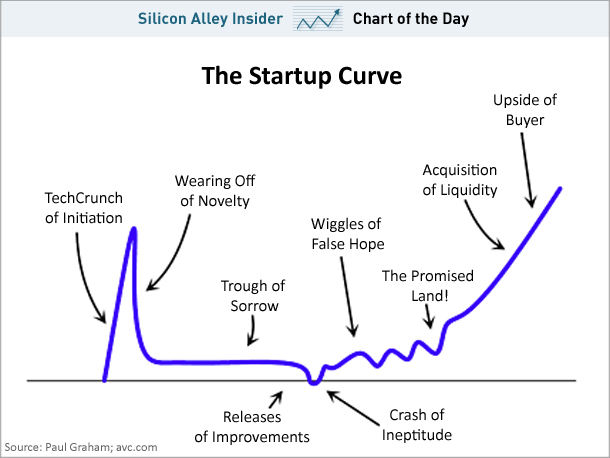 Silicon Alley Insider Chart of the Day
The Startup Curve
Upside of
Buyer
Acquisition
of Liquidity
Wearing Off
of Novelty
TechCrunch
of Initiation
Wiggles of
False Hope
The Promised
Land!
Trough of
Sorrow
Releases
of Improvements
Crash of
Ineptitude
Source: Paul Graham; avc.com